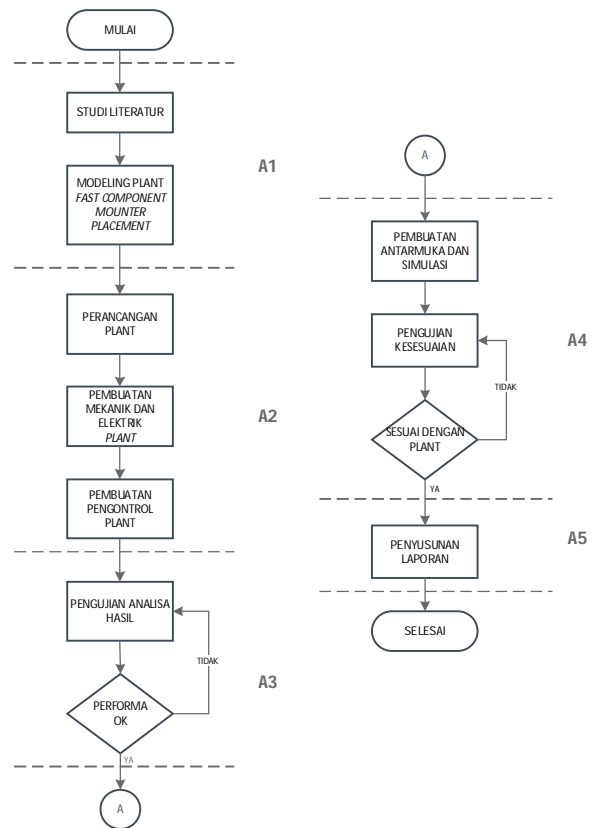 MULAI
STUDI LITERATUR
A1
MODELING PLANT
FAST COMPONENT
MOUNTER
PLACEMENT
PERANCANGAN
PLANT
A2
PEMBUATAN
MEKANIK DAN
ELEKTRIK
PLANT
PEMBUATAN
PENGONTROL
PLANT
PENGUJIAN ANALISA
HASIL
TIDAK
A3
PERFORMA
OK
YA
A
A
PEMBUATAN
ANTARMUKA DAN
SIMULASI
PENGUJIAN
KESESUAIAN
A4
TIDAK
SESUAI DENGAN
PLANT
YA
PENYUSUNAN
LAPORAN
A5
SELESAI